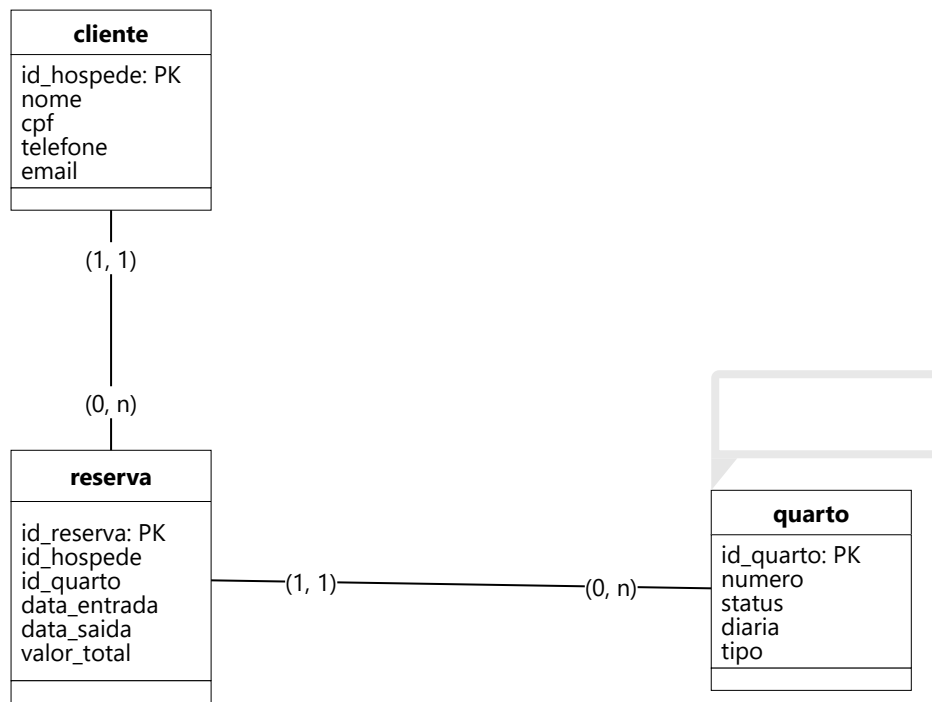 cliente
id_hospede: PK
nome
cpf
telefone
email
(1, 1)
(0, n)
reserva
id_reserva: PK
id_hospede
id_quarto
data_entrada
data_saida
valor_total
(1, 1)
(0, n)
quarto
id_quarto: PK
numero
status
diaria
tipo